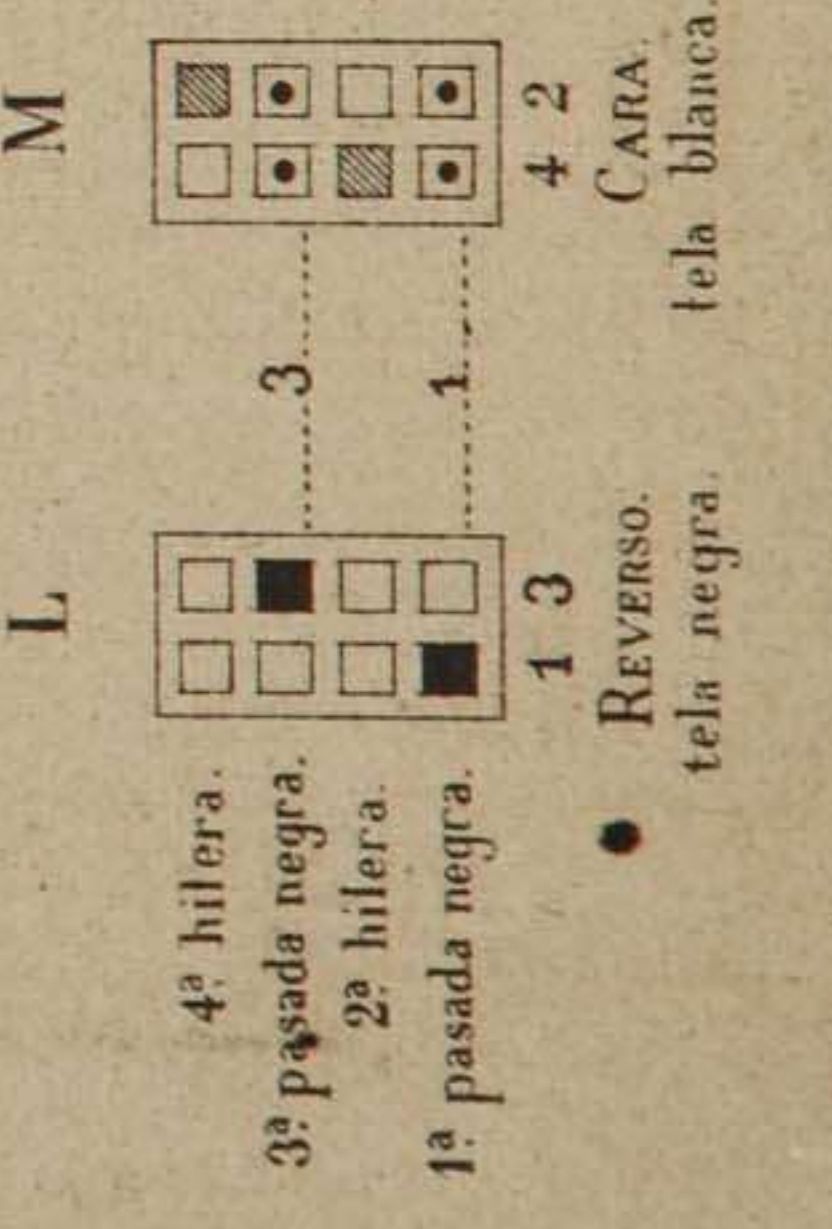 L M
4ª hilera.
3ª pasada negra. 3
2ª hilera.
1ª pasada negra. 1
1 3 4 2
REVERSO. CARA.
tela negra. tela blanca.